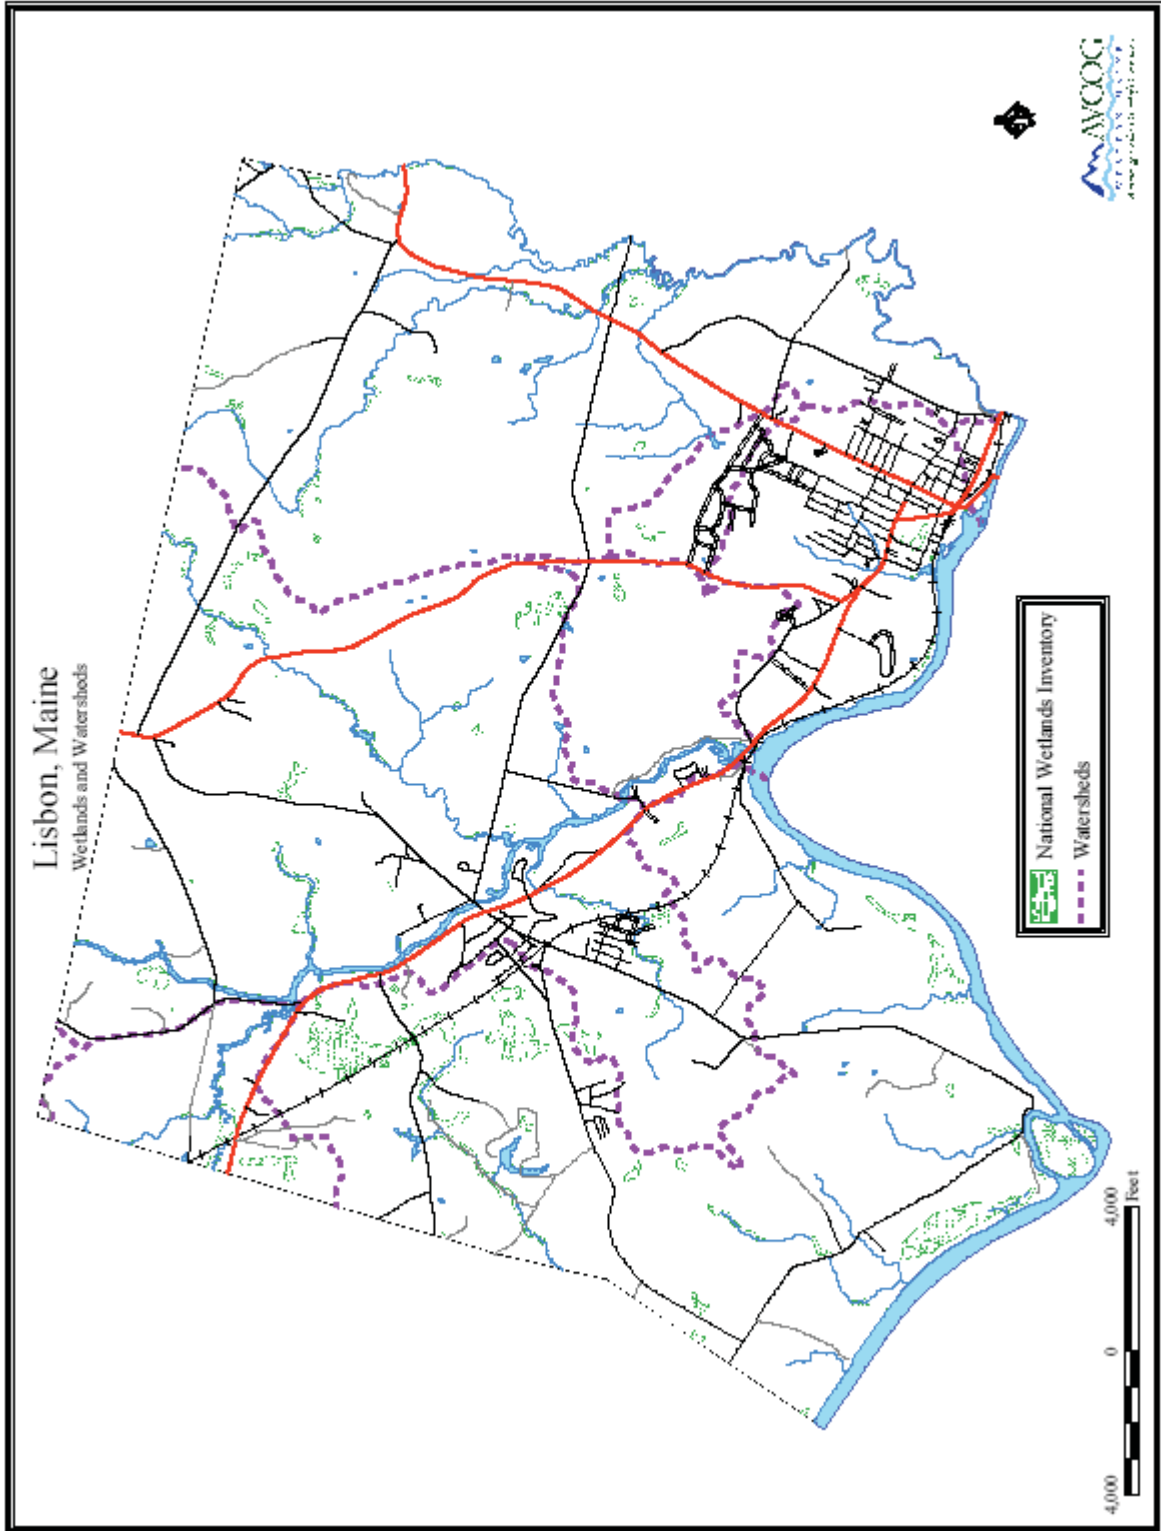 Lisbon, Maine
Wetlands and Watersheds
AVCOG
National Wetlands Inventory
Watersheds
4,000 0 4,000
Feet